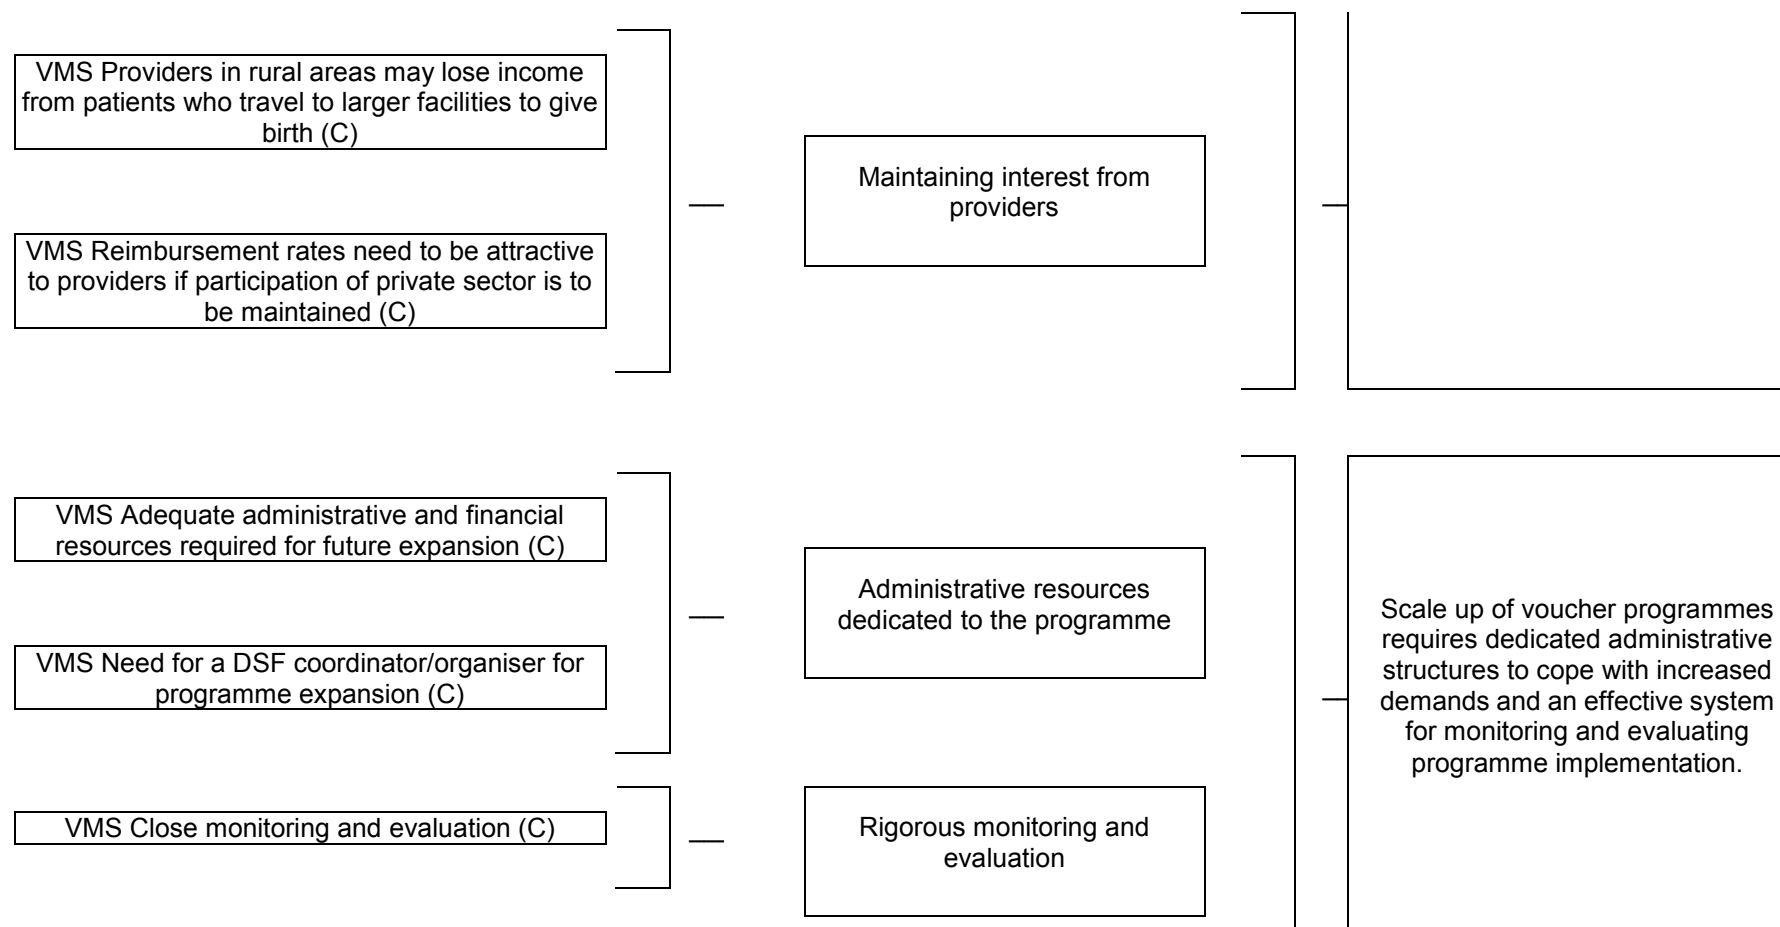 VMS Providers in rural areas may lose income
from patients who travel to larger facilities to give
birth (C)
VMS Reimbursement rates need to be attractive
to providers if participation of private sector is to
be maintained (C)
Maintaining interest from
providers
VMS Adequate administrative and financial
resources required for future expansion (C)
VMS Need for a DSF coordinator/organiser for
programme expansion (C)
Administrative resources
dedicated to the programme
VMS Close monitoring and evaluation (C)
Rigorous monitoring and
evaluation
Scale up of voucher programmes
requires dedicated administrative
structures to cope with increased
demands and an effective system
for monitoring and evaluating
programme implementation.